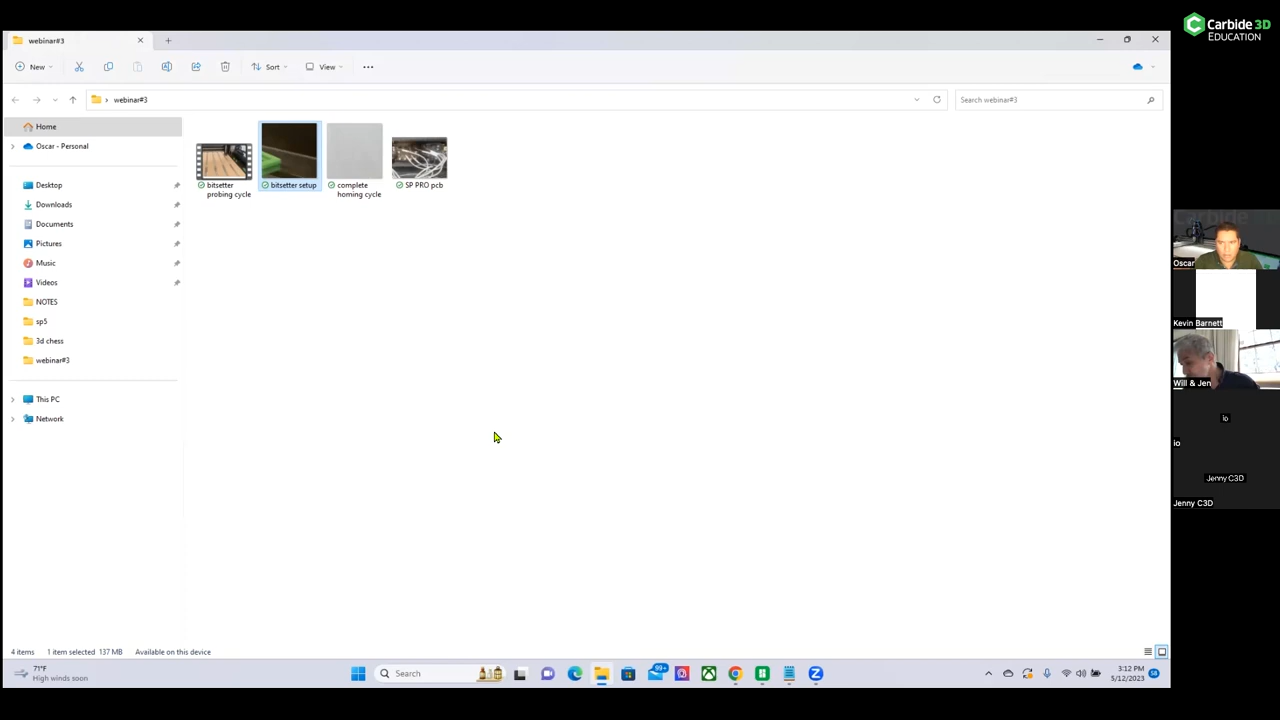 Carbide 3D
EDUCATION
webinar#3
New
Sort
View
webinar#3
Search webinar#3
Home
Oscar - Personal
Desktop
Downloads
Documents
Pictures
Music
Videos
NOTES
sp5
3d chess
webinar#3
This PC
Network
bitsetter
probing cycle
bitsetter setup
complete
homing cycle
SP PRO pcb
Oscar
Kevin Barnett
Will & Jen
io
io
Jenny C3D
Jenny C3D
4 items
1 item selected 137 MB
Available on this device
71°F
High winds soon
Search
99+
3:12 PM
5/12/2023